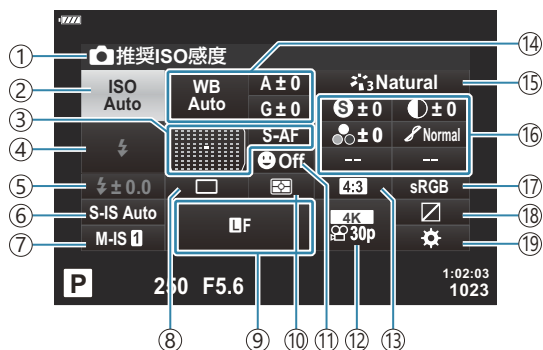 ①
推奨ISO感度
⑭
②
ISO
Auto
WB
Auto
A±0
G±0
3 Natural
⑮
③
S-AF
S ±0
±0
④
Off
±0
Normal
⑯
-- --
⑤
±0.0
4:3
sRGB
⑰
⑥
S-IS Auto
⑱
⑦
M-IS 1
LF
4K
30p
⑲
P
250 F5.6
1:02:03
1023
⑧ ⑨ ⑩ ⑪ ⑫ ⑬